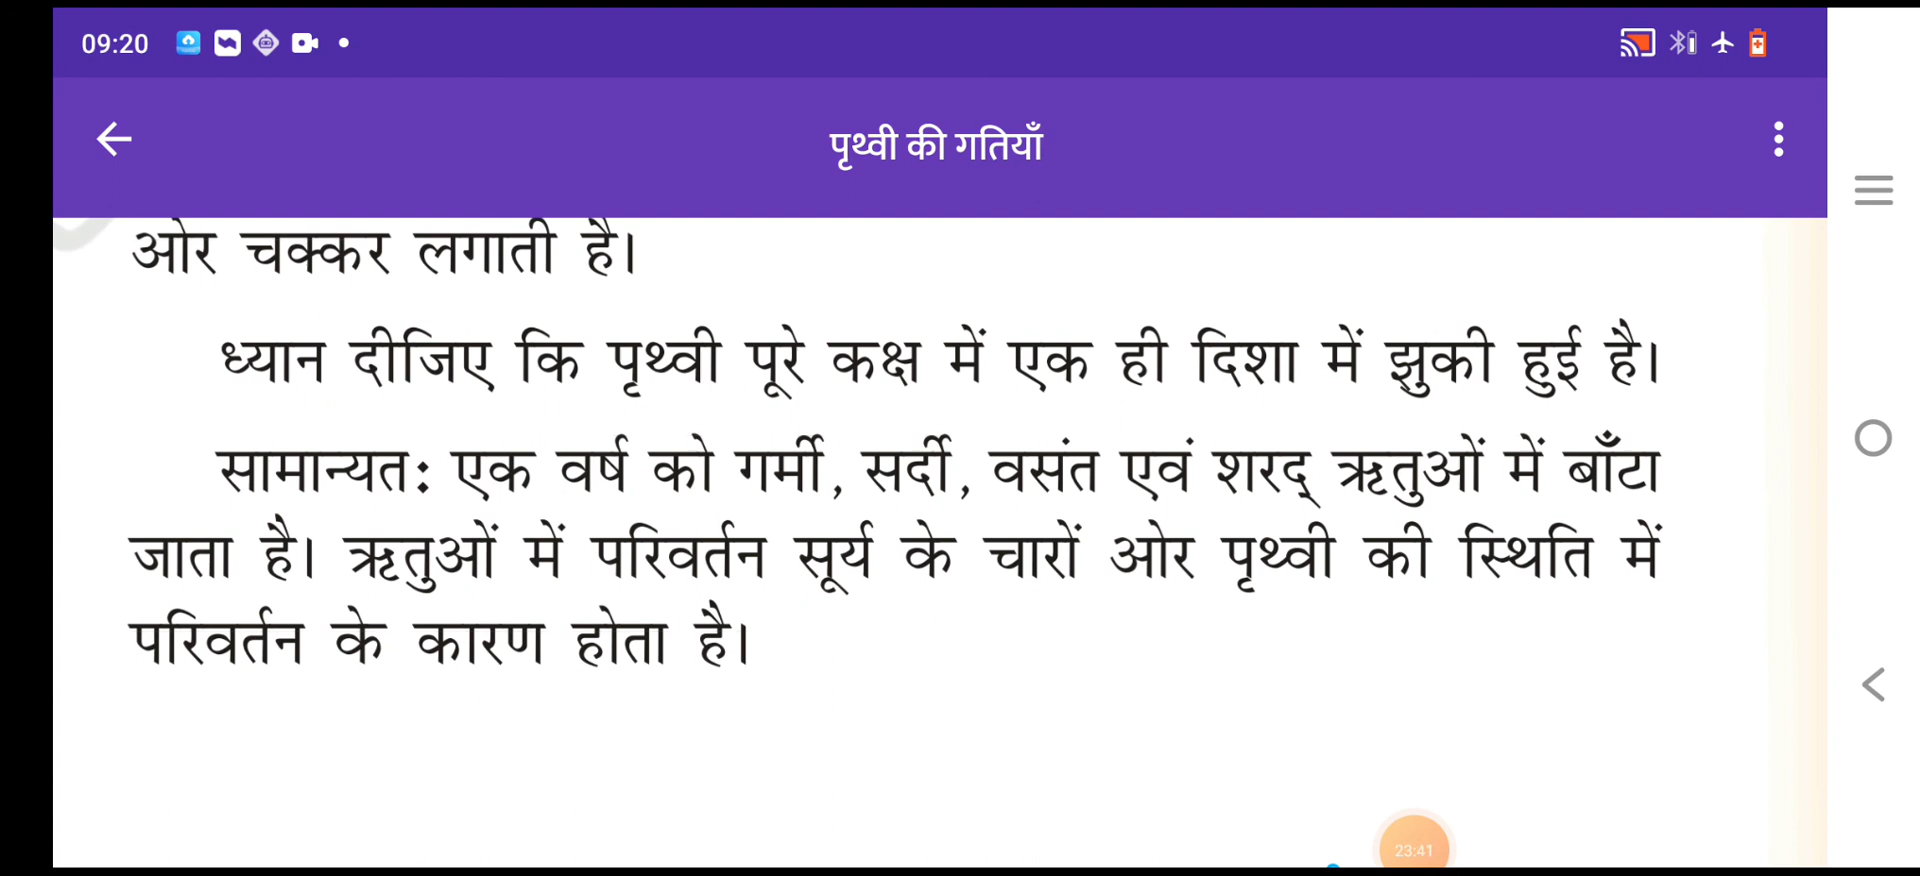 09:20
पृथ्वी की गतियाँ
ओर चक्कर लगाती है।
ध्यान दीजिए कि पृथ्वी पूरे कक्ष में एक ही दिशा में झुकी हुई है।
सामान्यतः एक वर्ष को गर्मी, सर्दी, वसंत एवं शरद् ऋतुओं में बाँटा
जाता है। ऋतुओं में परिवर्तन सूर्य के चारों ओर पृथ्वी की स्थिति में
परिवर्तन के कारण होता है।
23:41